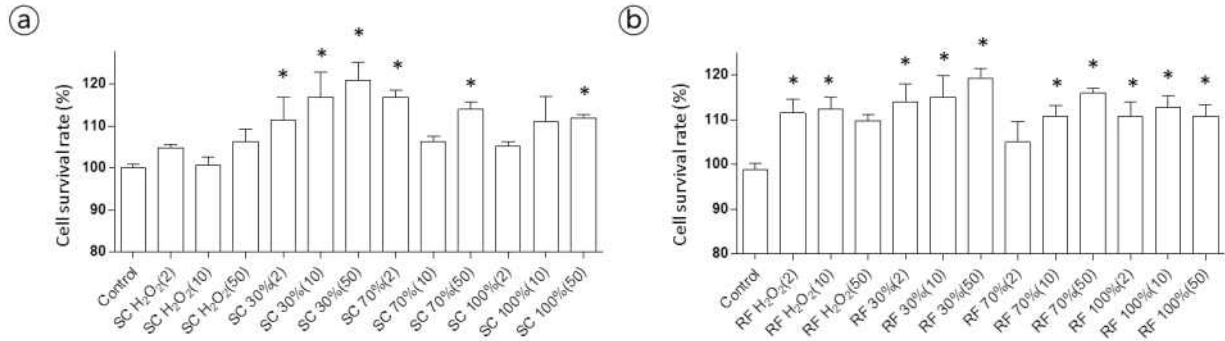 ⓐ
Cell survival rate (%)
120
110
100
90
80
* * * * * *
Control
SC H₂O₂(2)
SC H₂O₂(10)
SC H₂O₂(50)
SC 30%(2)
SC 30%(10)
SC 30%(50)
SC 70%(2)
SC 70%(10)
SC 70%(50)
SC 100%(2)
SC 100%(10)
SC 100%(50)
ⓑ
Cell survival rate (%)
120
110
100
90
80
* * * * * * * * * *
Control
RF H₂O₂(2)
RF H₂O₂(10)
RF H₂O₂(50)
RF 30%(2)
RF 30%(10)
RF 30%(50)
RF 70%(2)
RF 70%(10)
RF 70%(50)
RF 100%(2)
RF 100%(10)
RF 100%(50)